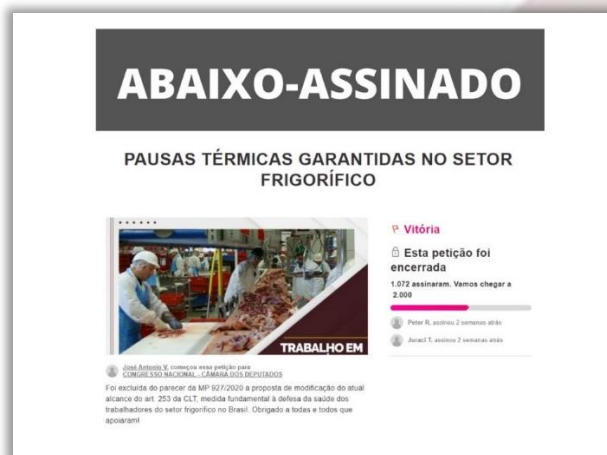 ABAIXO-ASSINADO
PAUSAS TÉRMICAS GARANTIDAS NO SETOR
FRIGORÍFICO
TRABALHO EM
José Antonio V. começou essa petição para
CONGRESSO NACIONAL - CÂMARA DOS DEPUTADOS
Foi excluída do parecer da MP 927/2020 a proposta de modificação do atual
alcance do art. 253 da CLT, medida fundamental à defesa da saúde dos
trabalhadores do setor frigorífico no Brasil. Obrigado a todas e todos que
apoiaram!
Vitória
Esta petição foi
encerrada
1.072 assinaram. Vamos chegar a
2.000
Peter R. assinou 2 semanas atrás
Juraci T. assinou 2 semanas atrás